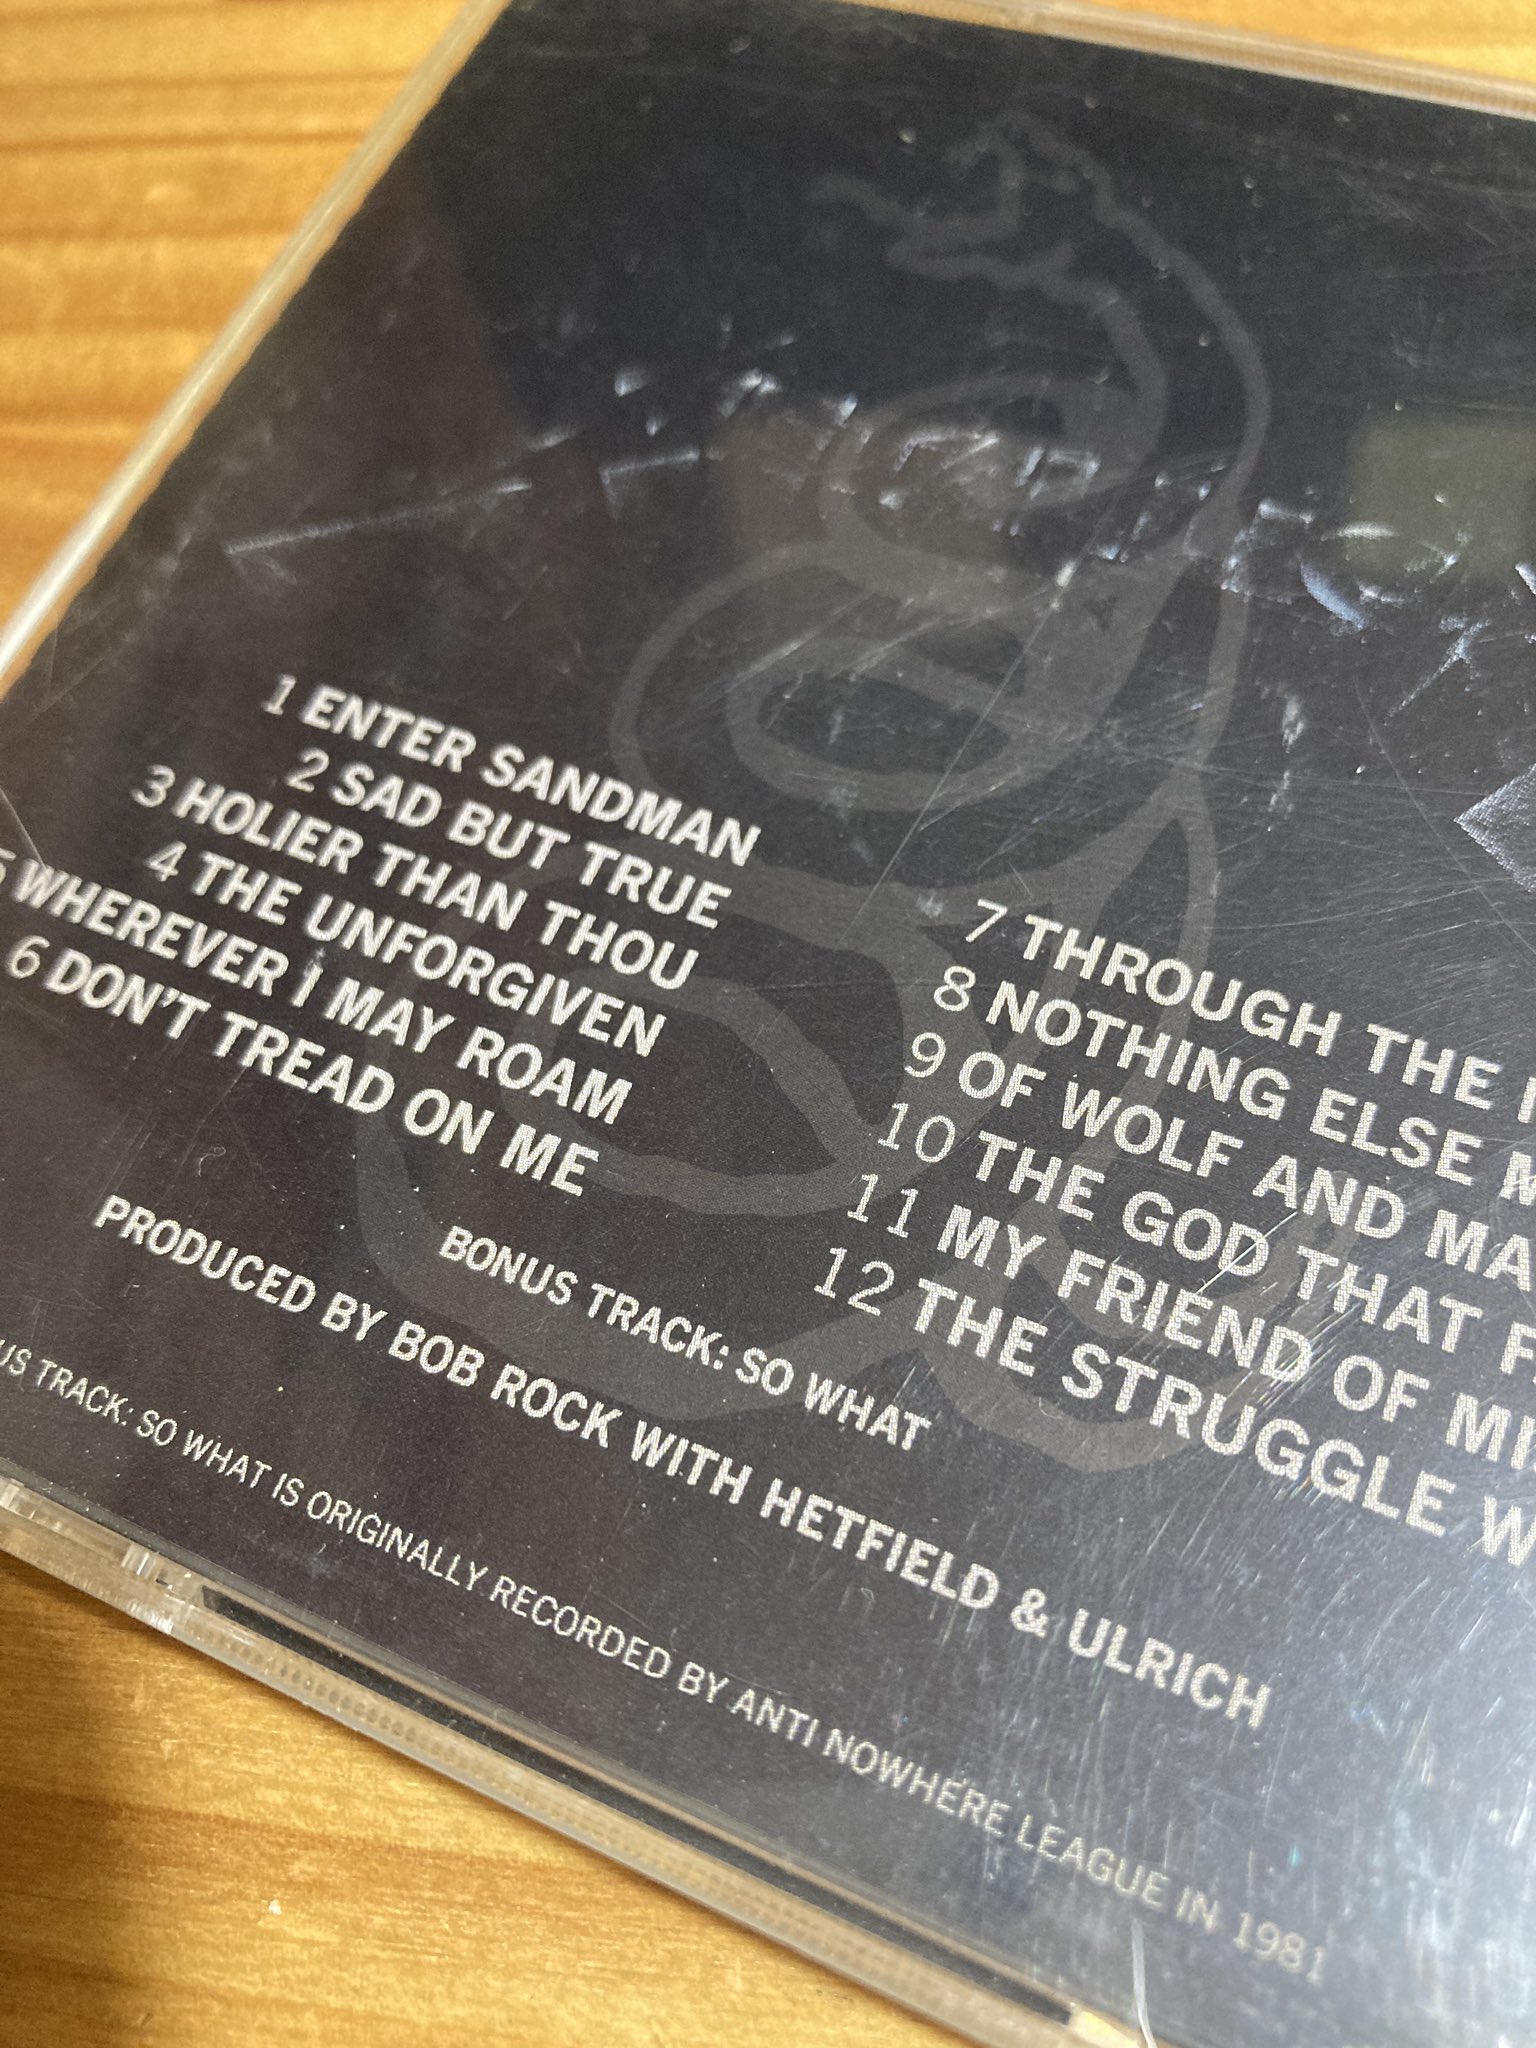 1 ENTER SANDMAN
2 SAD BUT TRUE
3 HOLIER THAN THOU
4 THE UNFORGIVEN
5 WHEREVER I MAY ROAM
6 DON'T TREAD ON ME
7 THROUGH THE
8 NOTHING ELSE
9 OF WOLF AND
10 THE GOD THAT
11 MY FRIEND OF
12 THE STRUGGLE
BONUS TRACK: SO WHAT
PRODUCED BY BOB ROCK WITH HETFIELD & ULRICH
TRACK: SO WHAT IS ORIGINALLY RECORDED BY ANTI NOWHERE LEAGUE IN 1981